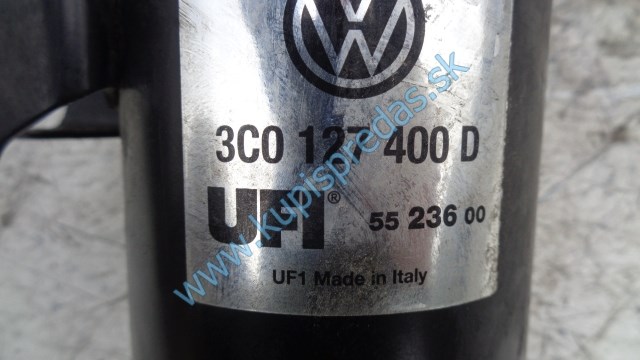 3C0 127 400 D
UFI® 55 236 00
UF1 Made in Italy
www.kupispredas.sk